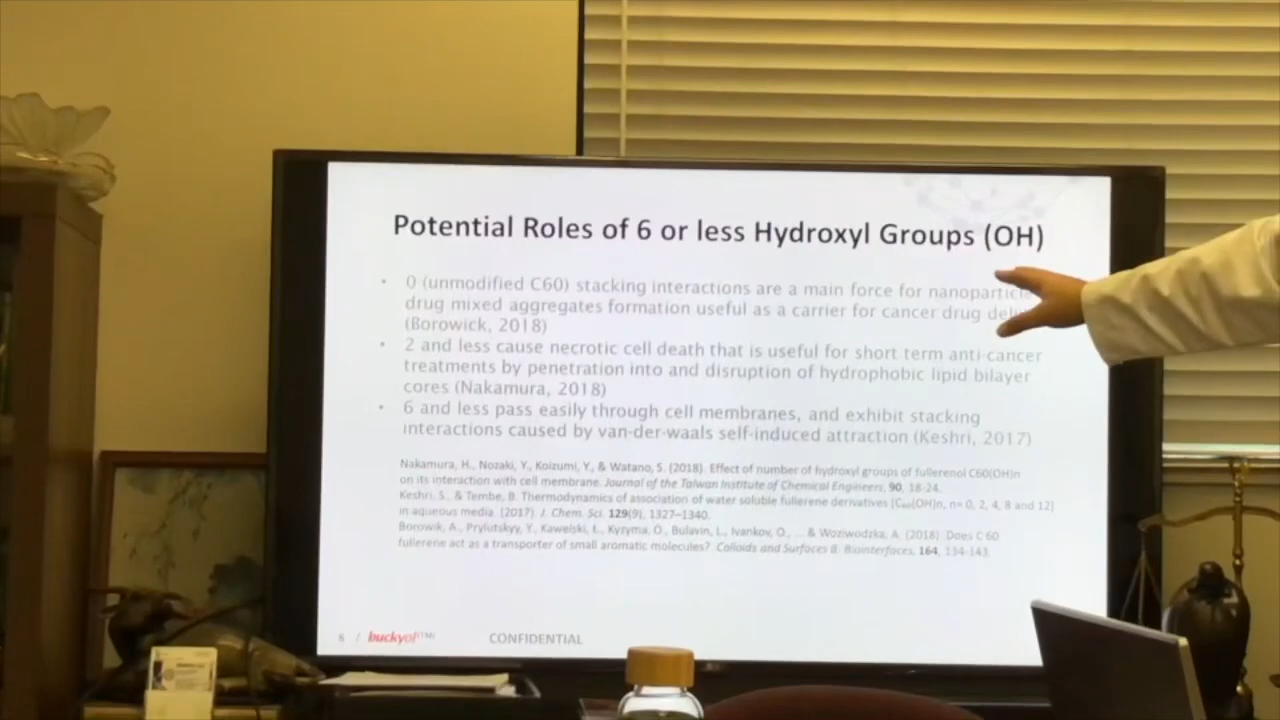 Potential Roles of 6 or less Hydroxyl Groups (OH)
• 0 (unmodified C60) stacking interactions are a main force for
drug mixed aggregates formation useful as a carrier for cancer drug
(Borowick, 2018)
• 2 and less cause necrotic cell death that is useful for short term anti-cancer
treatments by penetration into and disruption of hydrophobic lipid bilayer
cores (Nakamura, 2018)
• 6 and less pass easily through cell membranes, and exhibit stacking
interactions caused by van-der-waals self-induced attraction (Keshri, 2017)
Nakamura, H., Nozaki, Y., Koizumi, Y., & Watano, S. (2018). Effect of number of hydroxyl groups of fullerenol C60(OH)n
on its interaction with cell membrane. Journal of the Taiwan Institute of Chemical Engineers, 90, 18-24.
Keshri, S., & Tembe, B. Thermodynamics of association of water soluble fullerene derivatives [C60(OH)n, n= 0, 2, 4, 8 and 12]
in aqueous media. (2017). J. Chem. Sci. 129(9), 1327–1340.
Borowik, A., Prylutskyy, Y., Kawelski, Ł., Kyzyma, O., Bulavin, L., Ivankov, O., ... & Woziwodzka, A. (2018). Does C 60
fullerene act as a transporter of small aromatic molecules? Colloids and Surfaces B: Biointerfaces, 164, 134-143.
/ buckyol(TM) CONFIDENTIAL